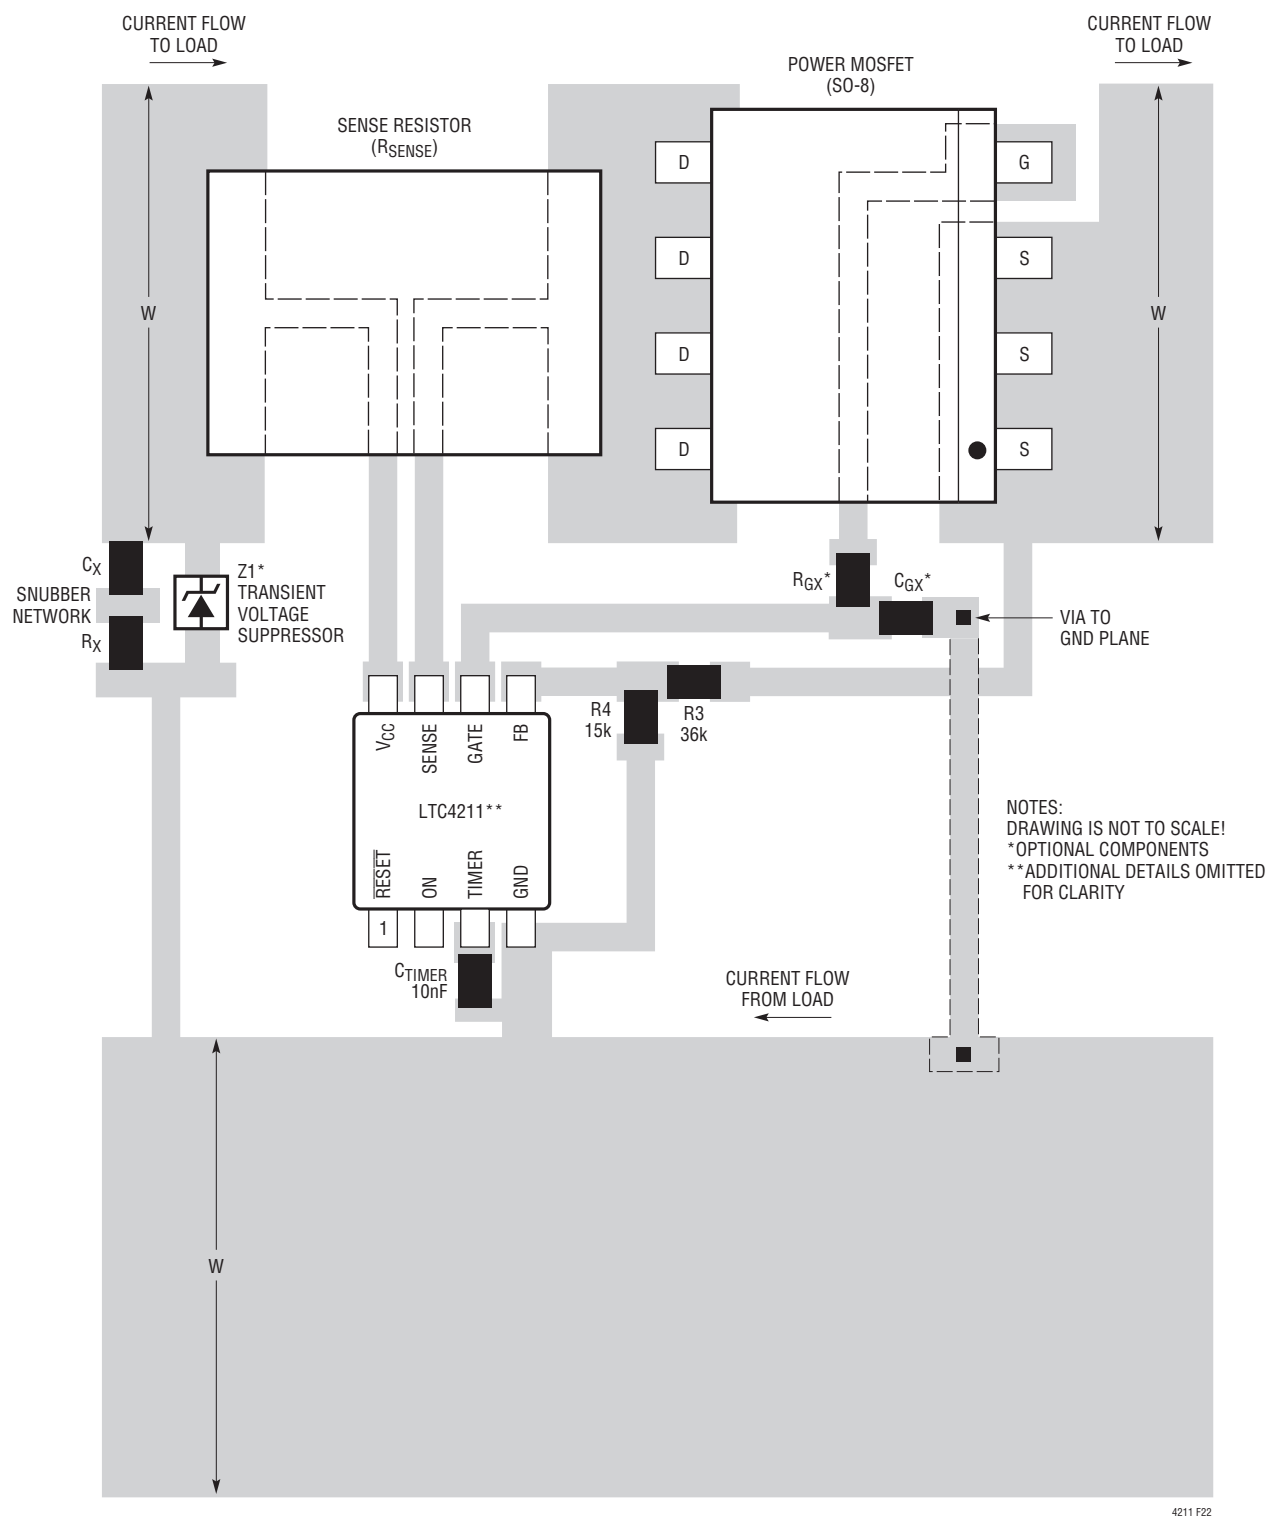 CURRENT FLOW
TO LOAD
CURRENT FLOW
TO LOAD
POWER MOSFET
(SO-8)
SENSE RESISTOR
(RSENSE)
D
G
D
S
W
W
D
S
D
S
CX
SNUBBER
NETWORK
RX
Z1*
TRANSIENT
VOLTAGE
SUPPRESSOR
RGX*
CGX*
VIA TO
GND PLANE
R4
15k
R3
36k
VCC
SENSE
GATE
FB
LTC4211**
RESET
ON
TIMER
GND
1
NOTES:
DRAWING IS NOT TO SCALE!
*OPTIONAL COMPONENTS
**ADDITIONAL DETAILS OMITTED
FOR CLARITY
CTIMER
10nF
CURRENT FLOW
FROM LOAD
W
4211 F22